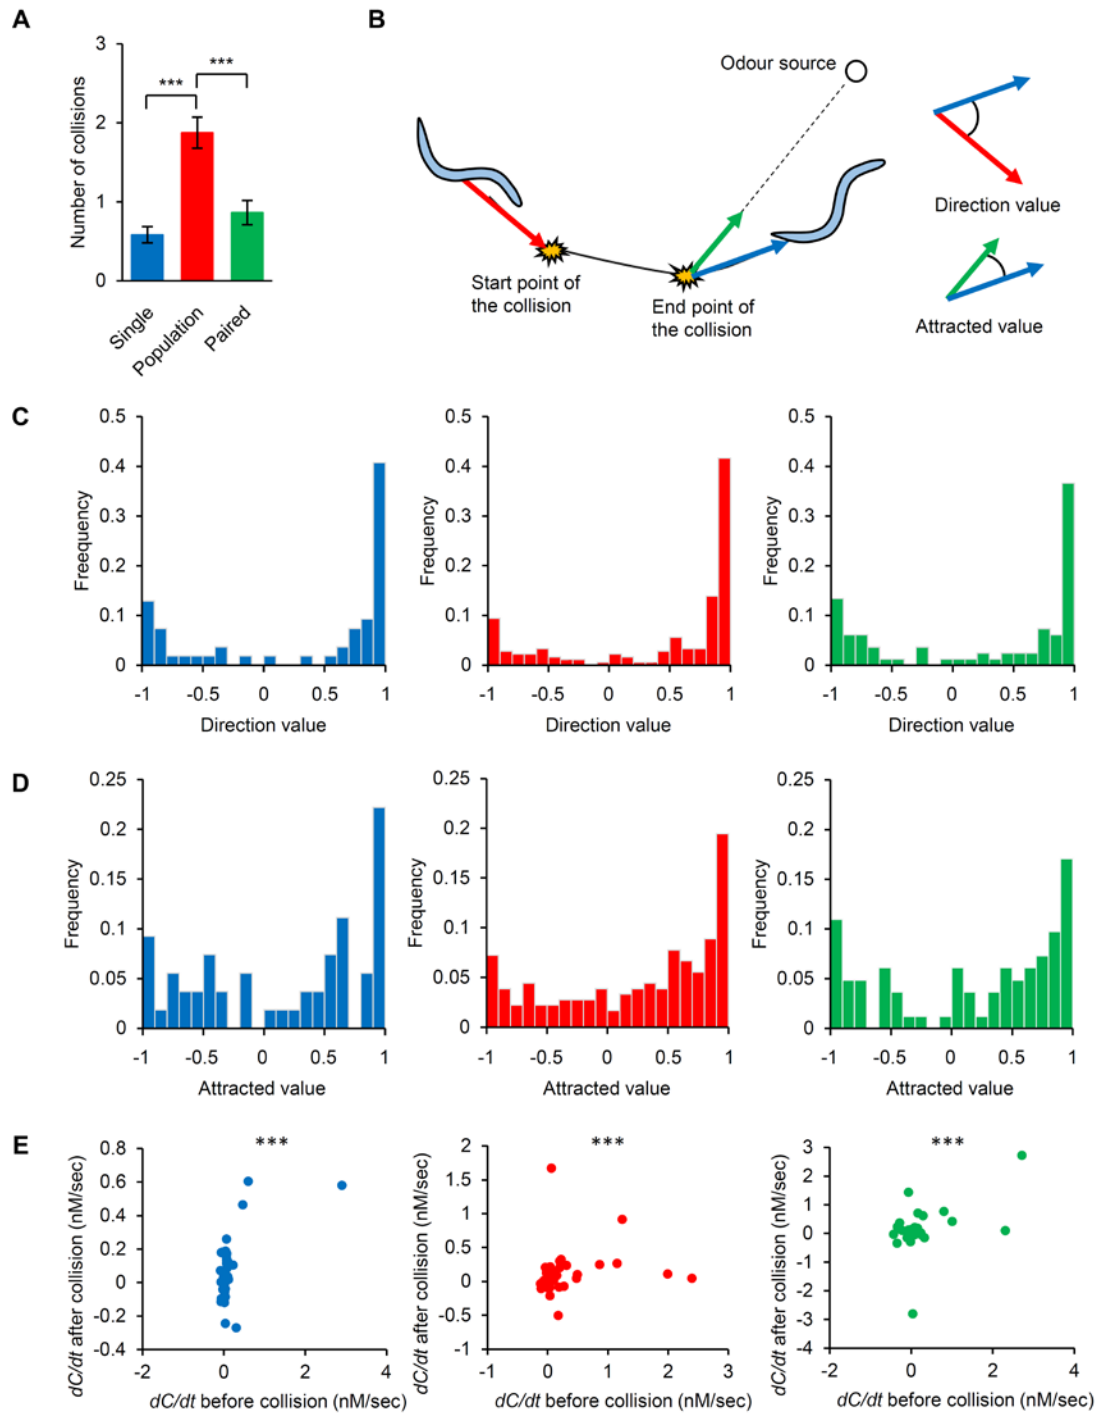 A
Number of collisions
3
2
1
0
***
***
Single
Population
Paired
B
Odour source
Start point of
the collision
End point of
the collision
Direction value
Attracted value
C
Freequency
0.5
0.4
0.3
0.2
0.1
0
-1 -0.5 0 0.5 1
Direction value
Frequency
0.5
0.4
0.3
0.2
0.1
0
-1 -0.5 0 0.5 1
Direction value
Frequency
0.5
0.4
0.3
0.2
0.1
0
-1 -0.5 0 0.5 1
Direction value
D
Frequency
0.25
0.2
0.15
0.1
0.05
0
-1 -0.5 0 0.5 1
Attracted value
Frequency
0.25
0.2
0.15
0.1
0.05
0
-1 -0.5 0 0.5 1
Attracted value
Frequency
0.25
0.2
0.15
0.1
0.05
0
-1 -0.5 0 0.5 1
Attracted value
E
dC/dt after collision (nM/sec)
0.8
0.6
0.4
0.2
0
-0.2
-0.4
***
-2 0 2 4
dC/dt before collision (nM/sec)
dC/dt after collision (nM/sec)
2
1.5
1
0.5
0
-0.5
-1
***
-1 0 1 2 3
dC/dt before collision (nM/sec)
dC/dt after collision (nM/sec)
3
2
1
0
-1
-2
-3
-4
***
-2 0 2 4
dC/dt before collision (nM/sec)